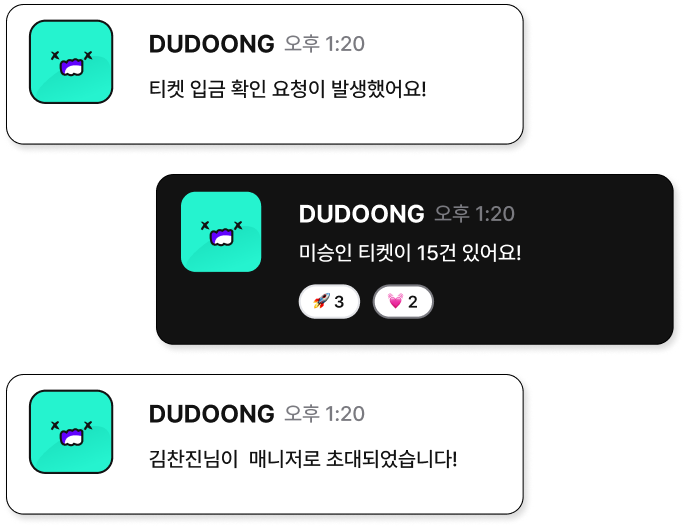 DUDOONG 오후 1:20
티켓 입금 확인 요청이 발생했어요!
DUDOONG 오후 1:20
미승인 티켓이 15건 있어요!
🚀 3 💓 2
DUDOONG 오후 1:20
김찬진님이 매니저로 초대되었습니다!